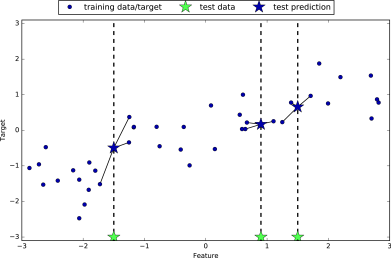 training data/target test data test prediction
3
2
1
0
−1
−2
−3
Target
−3 −2 −1 0 1 2 3
Feature